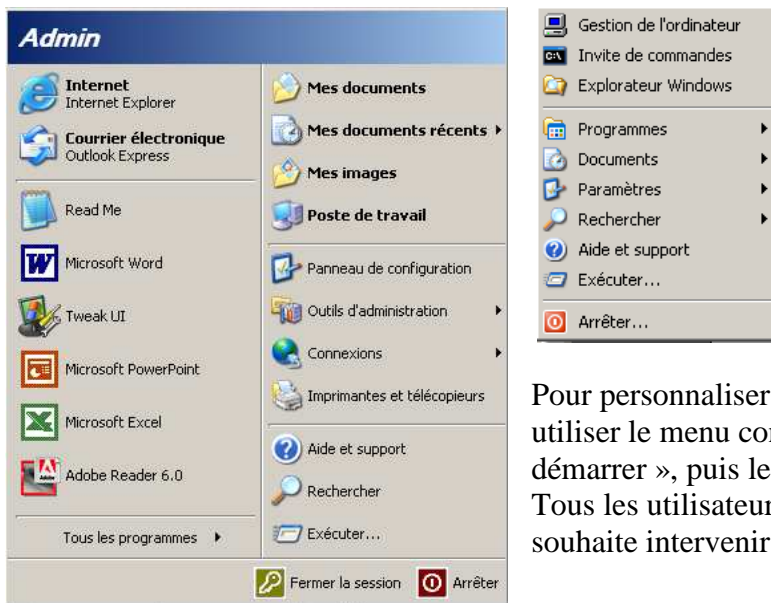 Admin
Internet
Internet Explorer
Courrier électronique
Outlook Express
Read Me
Microsoft Word
Tweak UI
Microsoft PowerPoint
Microsoft Excel
Adobe Reader 6.0
Tous les programmes
Mes documents
Mes documents récents
Mes images
Poste de travail
Panneau de configuration
Outils d'administration
Connexions
Imprimantes et télécopieurs
Aide et support
Rechercher
Exécuter...
Fermer la session
Arrêter
Gestion de l'ordinateur
Invite de commandes
Explorateur Windows
Programmes
Documents
Paramètres
Rechercher
Aide et support
Exécuter...
Arrêter...
Pour personnaliser
utiliser le menu
démarrer », puis
Tous les
souhaite intervenir